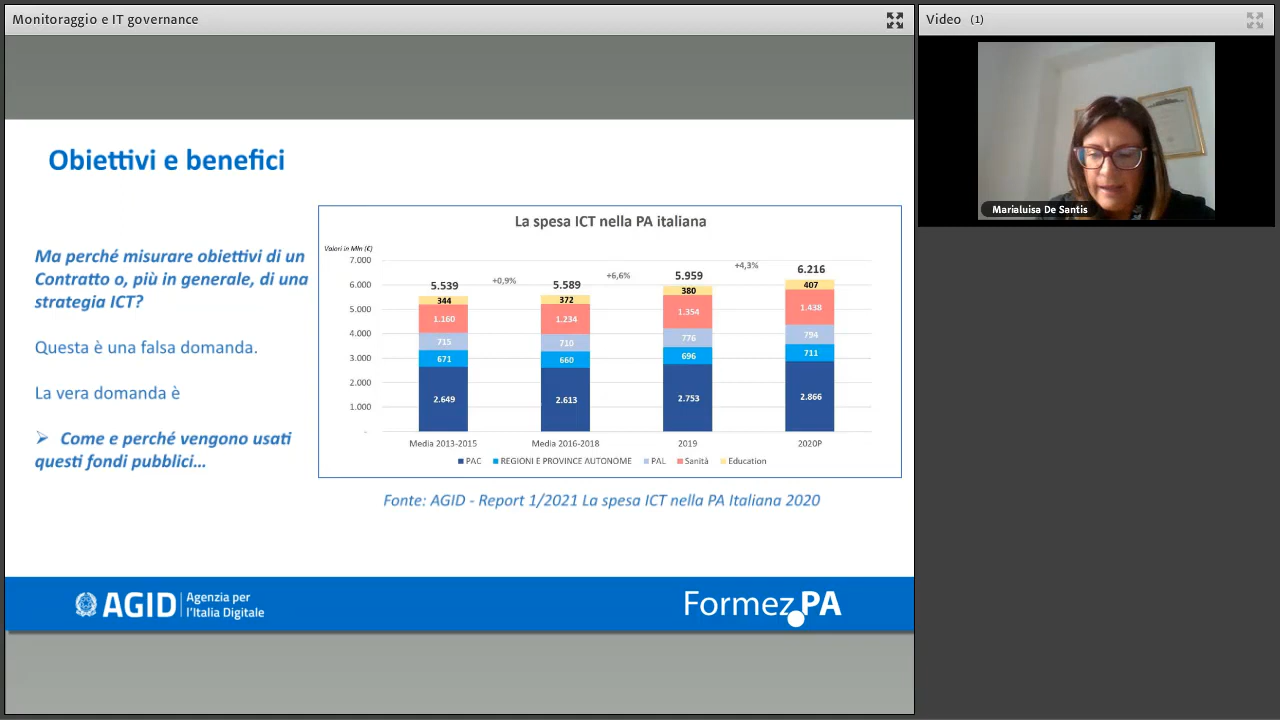 Monitoraggio e IT governance
Video (1)
Marialuisa De Santis
Obiettivi e benefici
Ma perché misurare obiettivi di un
Contratto o, più in generale, di una
strategia ICT?
Questa è una falsa domanda.
La vera domanda è
Come e perché vengono usati
questi fondi pubblici...
La spesa ICT nella PA italiana
Valori in Mln (€)
7.000
6.000
5.000
4.000
3.000
2.000
1.000
-
5.539
+0,9%
5.589
+6,6%
5.959
+4,3%
6.216
344
372
380
407
1.160
1.234
1.354
1.438
715
710
776
794
671
660
696
711
2.649
2.613
2.753
2.866
Media 2013-2015
Media 2016-2018
2019
2020P
PAC
REGIONI E PROVINCE AUTONOME
PAL
Sanità
Education
Fonte: AGID - Report 1/2021 La spesa ICT nella PA Italiana 2020
AGID
Agenzia per
l'Italia Digitale
Formez PA